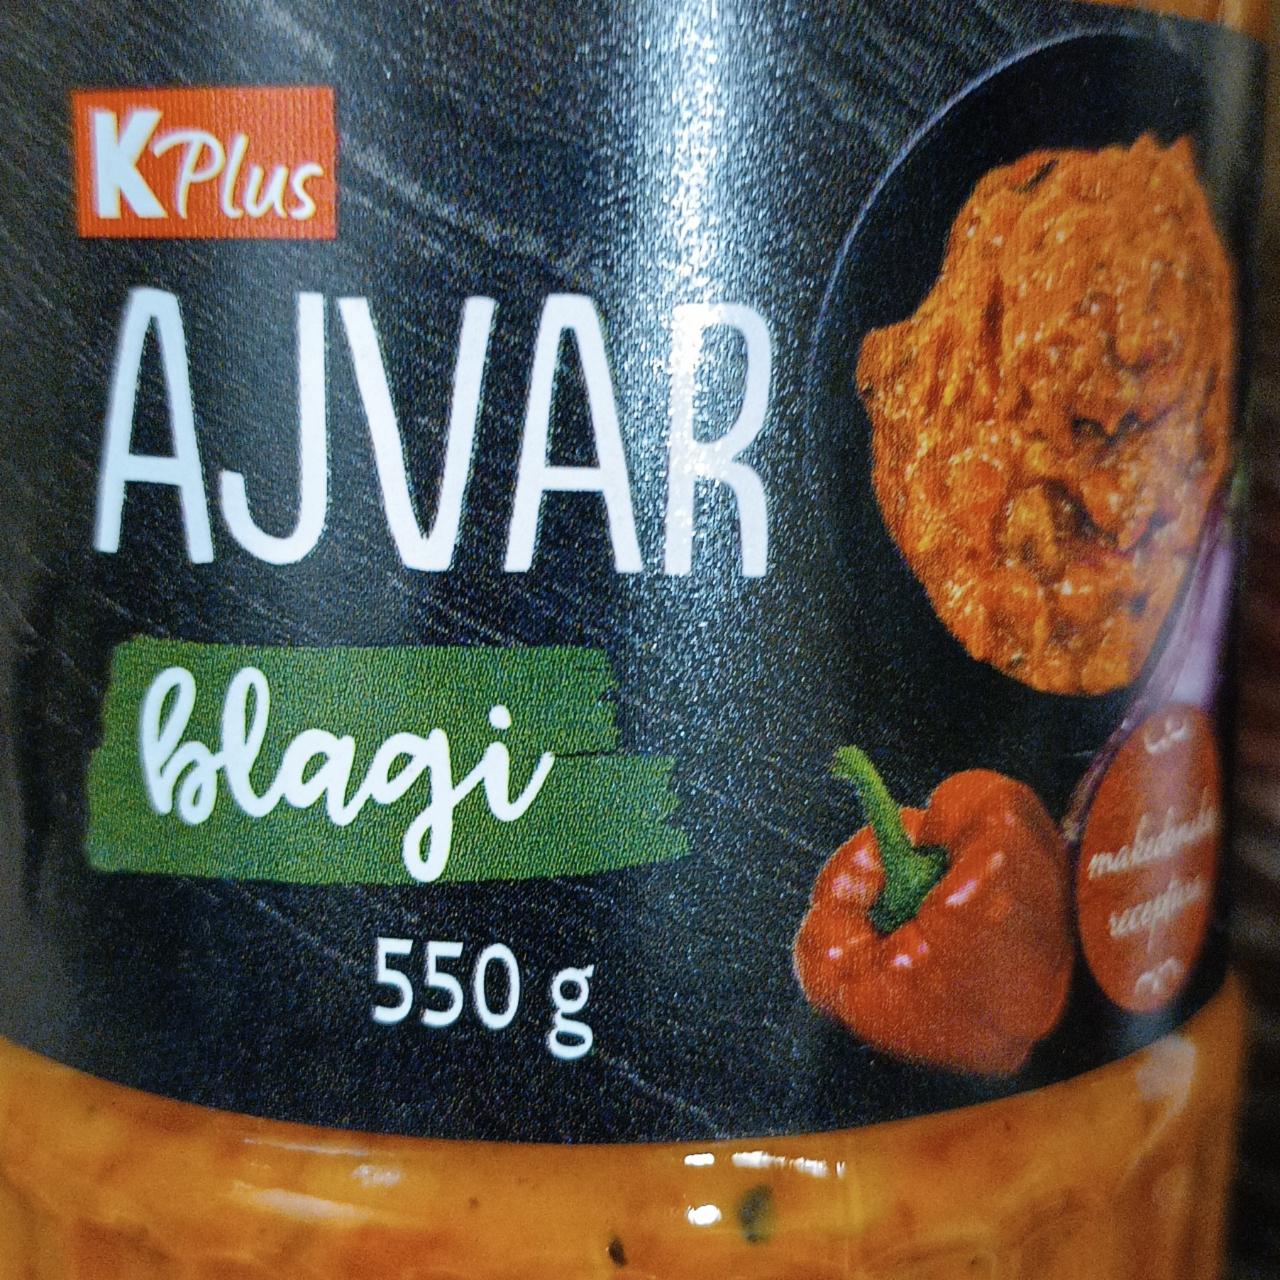 K Plus
AJVAR
blagi
550 g
makedonska
receptura